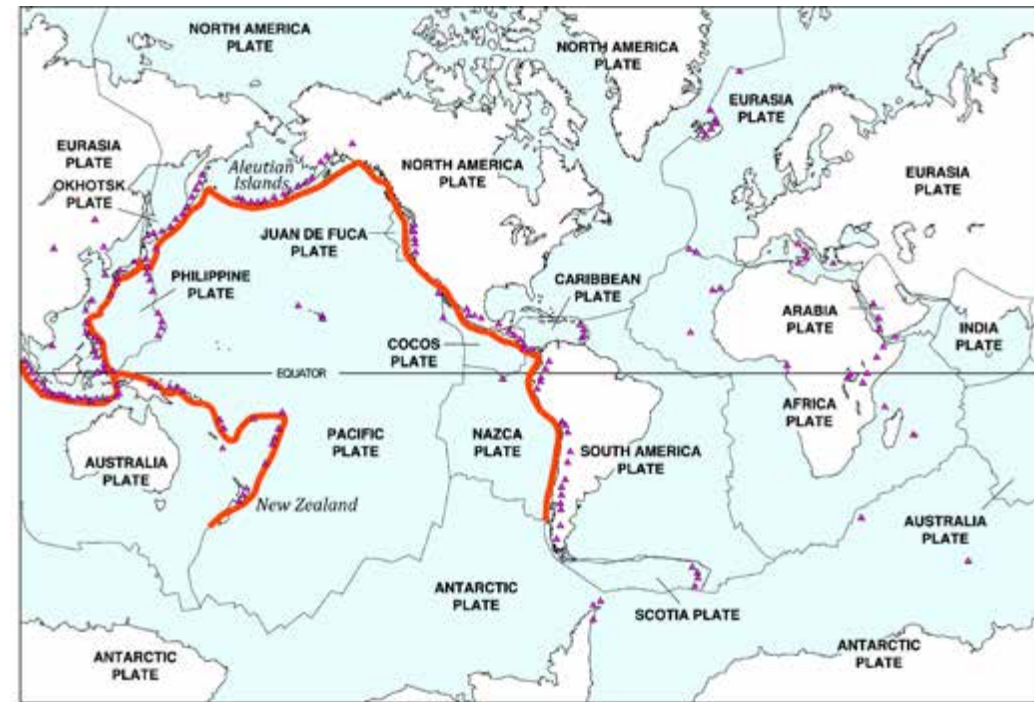 NORTH AMERICA
PLATE
NORTH AMERICA
PLATE
EURASIA
PLATE
EURASIA
PLATE
Aleutian
Islands
NORTH AMERICA
PLATE
EURASIA
PLATE
OKHOTSK
PLATE
JUAN DE FUCA
PLATE
PHILIPPINE
PLATE
CARIBBEAN
PLATE
ARABIA
PLATE
INDIA
PLATE
COCOS
PLATE
EQUATOR
AFRICA
PLATE
PACIFIC
PLATE
NAZCA
PLATE
SOUTH AMERICA
PLATE
AUSTRALIA
PLATE
New Zealand
AUSTRALIA
PLATE
ANTARCTIC
PLATE
SCOTIA PLATE
ANTARCTIC
PLATE
ANTARCTIC
PLATE